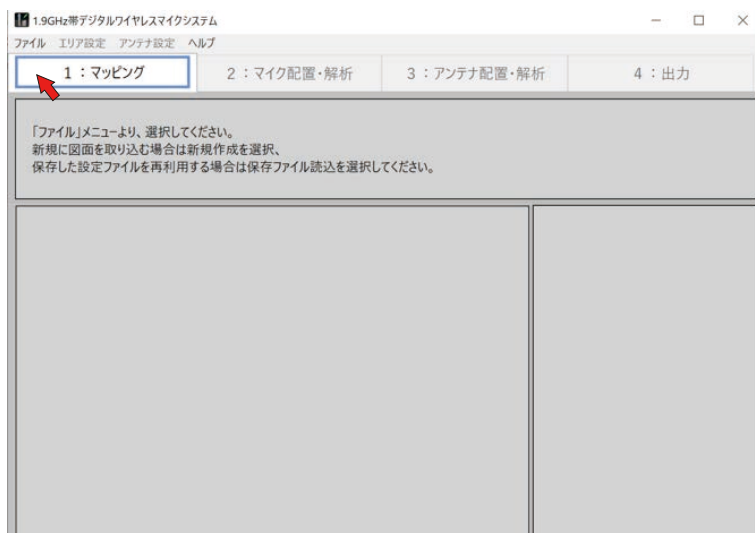 1.9GHz帯デジタルワイヤレスマイクシステム
ファイル エリア設定 アンテナ設定 ヘルプ
1：マッピング 2：マイク配置・解析 3：アンテナ配置・解析 4：出力
「ファイル」メニューより、選択してください。
新規に図面を取り込む場合は新規作成を選択、
保存した設定ファイルを再利用する場合は保存ファイル読込を選択してください。